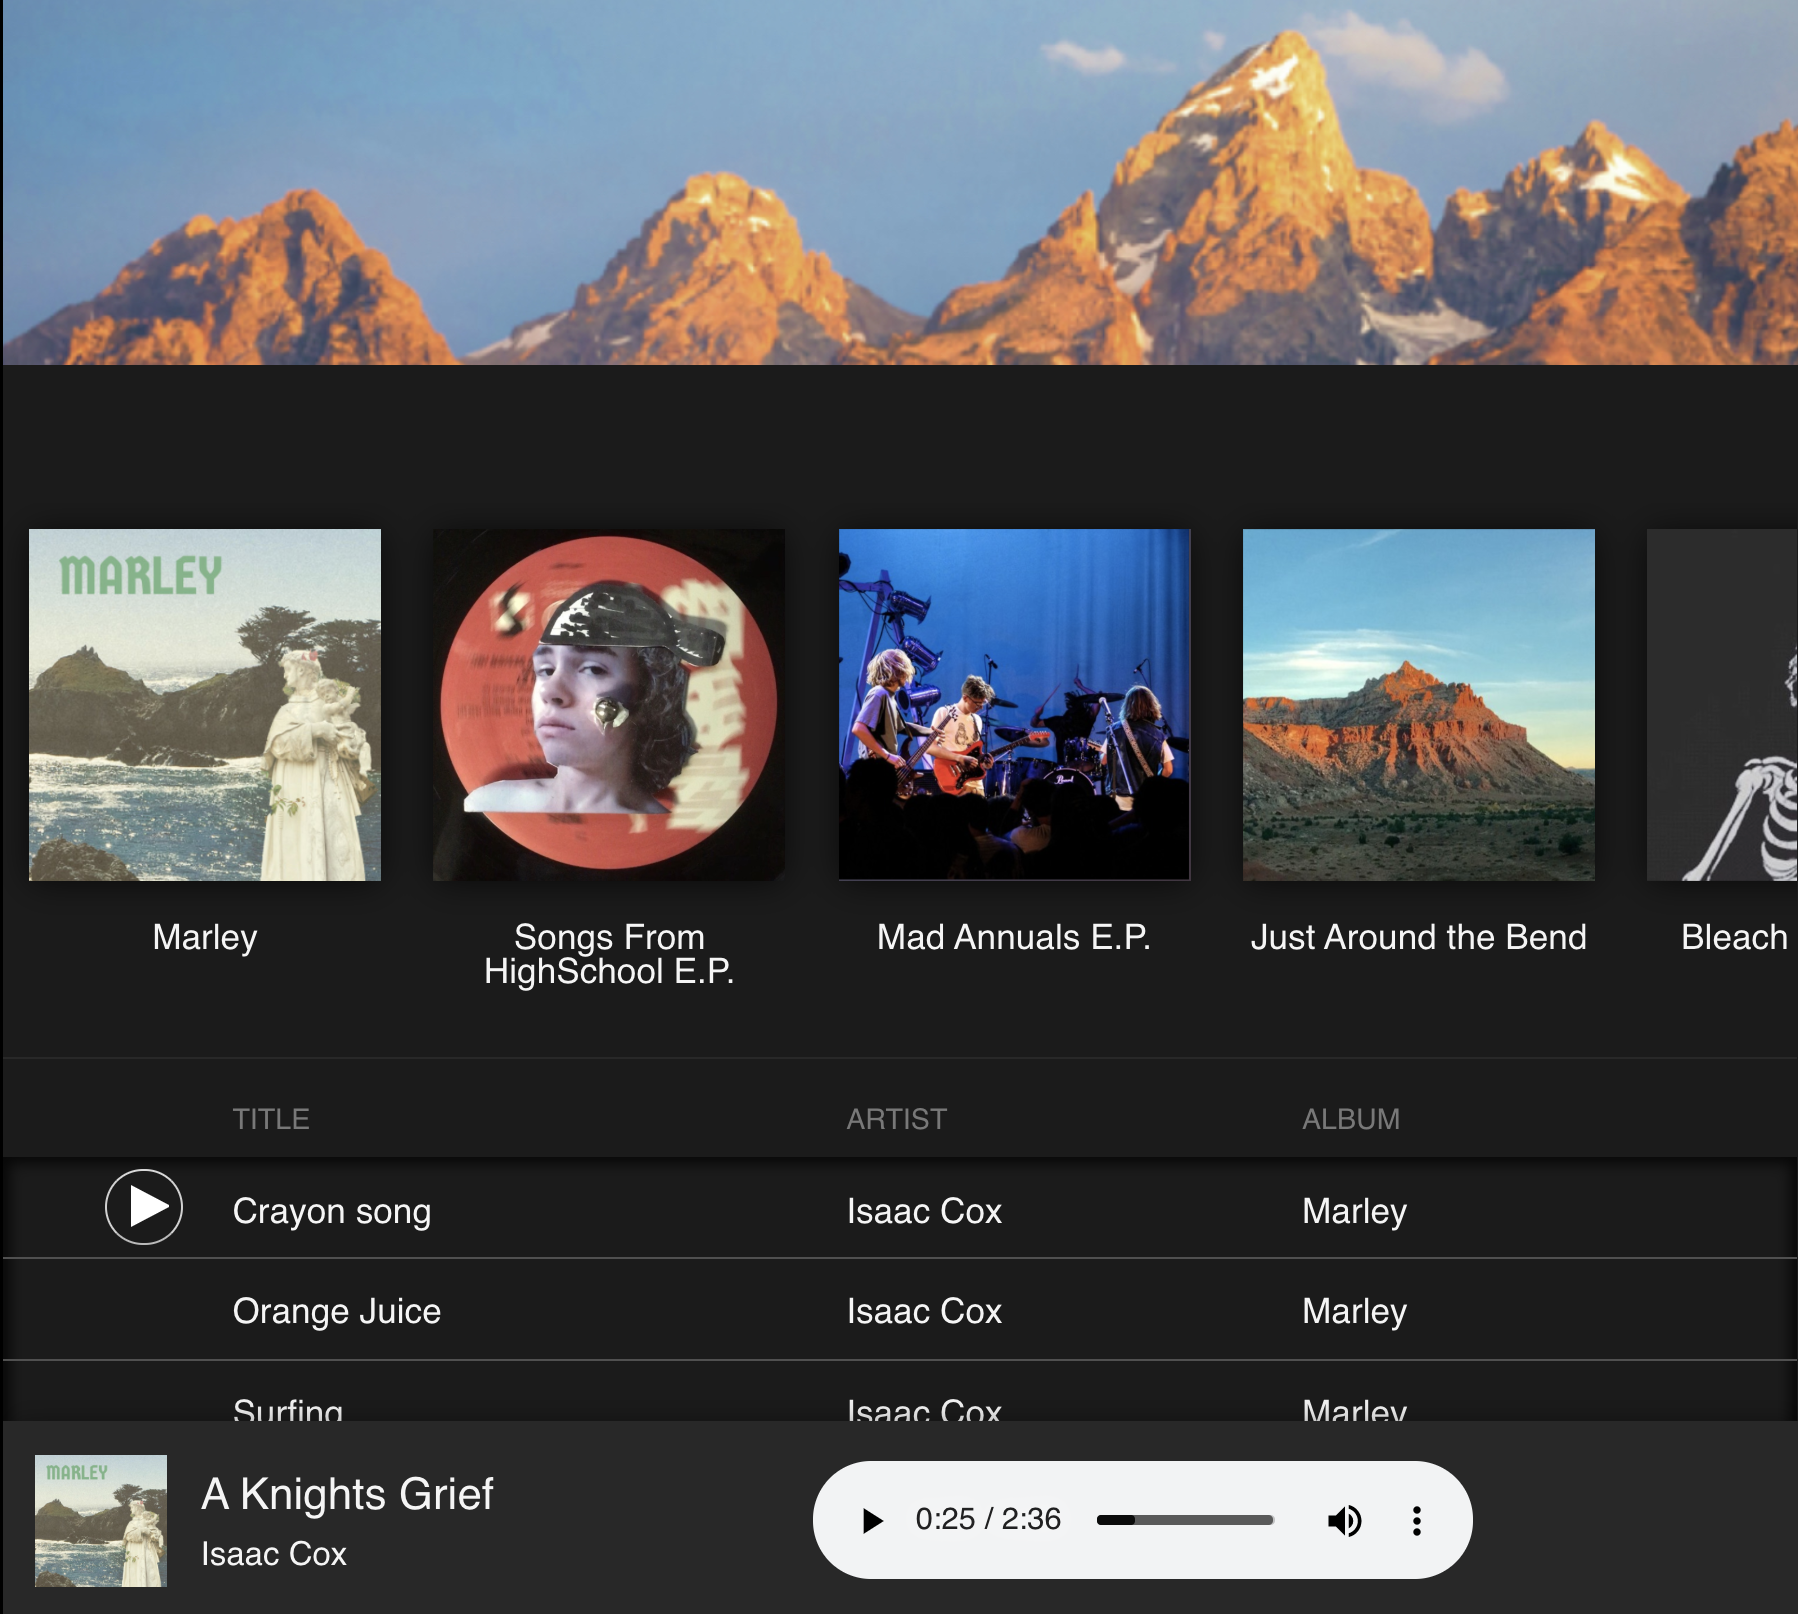 MARLEY
Marley
Songs From
HighSchool E.P.
Mad Annuals E.P.
Just Around the Bend
Bleach
TITLE ARTIST ALBUM
Crayon song Isaac Cox Marley
Orange Juice Isaac Cox Marley
Surfing Isaac Cox Marley
MARLEY
A Knights Grief
Isaac Cox
0:25 / 2:36